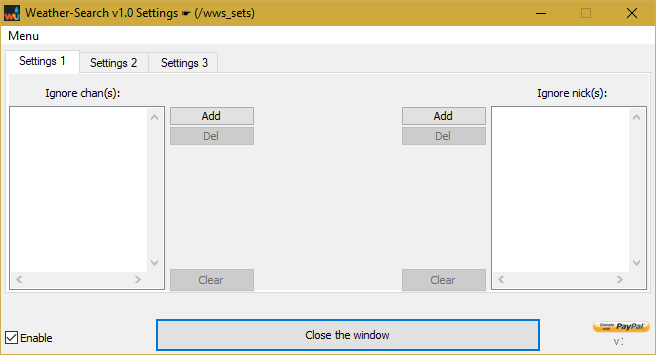 Weather-Search v1.0 Settings ☛ (/wws_sets)
Menu
Settings 1 Settings 2 Settings 3
Ignore chan(s): Ignore nick(s):
Add Add
Del Del
Clear Clear
Enable Close the window Donate with PayPal
v1